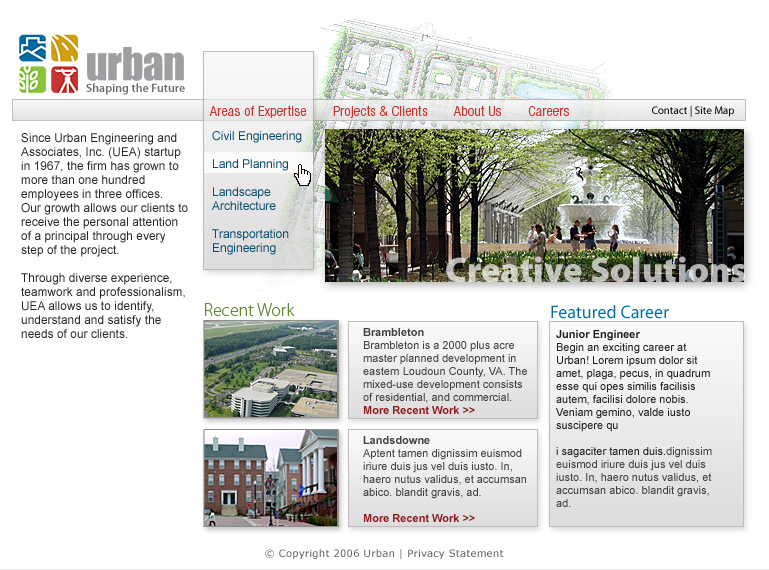 urban
Shaping the Future
Areas of Expertise
Projects & Clients
About Us
Careers
Contact | Site Map
Since Urban Engineering and
Associates, Inc. (UEA) startup
in 1967, the firm has grown to
more than one hundred
employees in three offices.
Our growth allows our clients to
receive the personal attention
of a principal through every
step of the project.
Through diverse experience,
teamwork and professionalism,
UEA allows us to identify,
understand and satisfy the
needs of our clients.
Civil Engineering
Land Planning
Landscape
Architecture
Transportation
Engineering
Creative Solutions
Recent Work
Brambleton
Brambleton is a 2000 plus acre
master planned development in
eastern Loudoun County, VA. The
mixed-use development consists
of residential, and commercial.
More Recent Work >>
Landsdowne
Aptent tamen dignissim euismod
iriure duis jus vel duis iusto. In,
haero nutus validus, et accumsan
abico. blandit gravis, ad.
More Recent Work >>
Featured Career
Junior Engineer
Begin an exciting career at
Urban! Lorem ipsum dolor sit
amet, plaga, pecus, in quadrum
esse qui opes similis facilisis
autem, facilisi dolore nobis.
Veniam gemino, valde iusto
suscipere qu
i sagaciter tamen duis.dignissim
euismod iriure duis jus vel duis
iusto. In, haero nutus validus, et
accumsan abico. blandit gravis,
ad.
© Copyright 2006 Urban | Privacy Statement